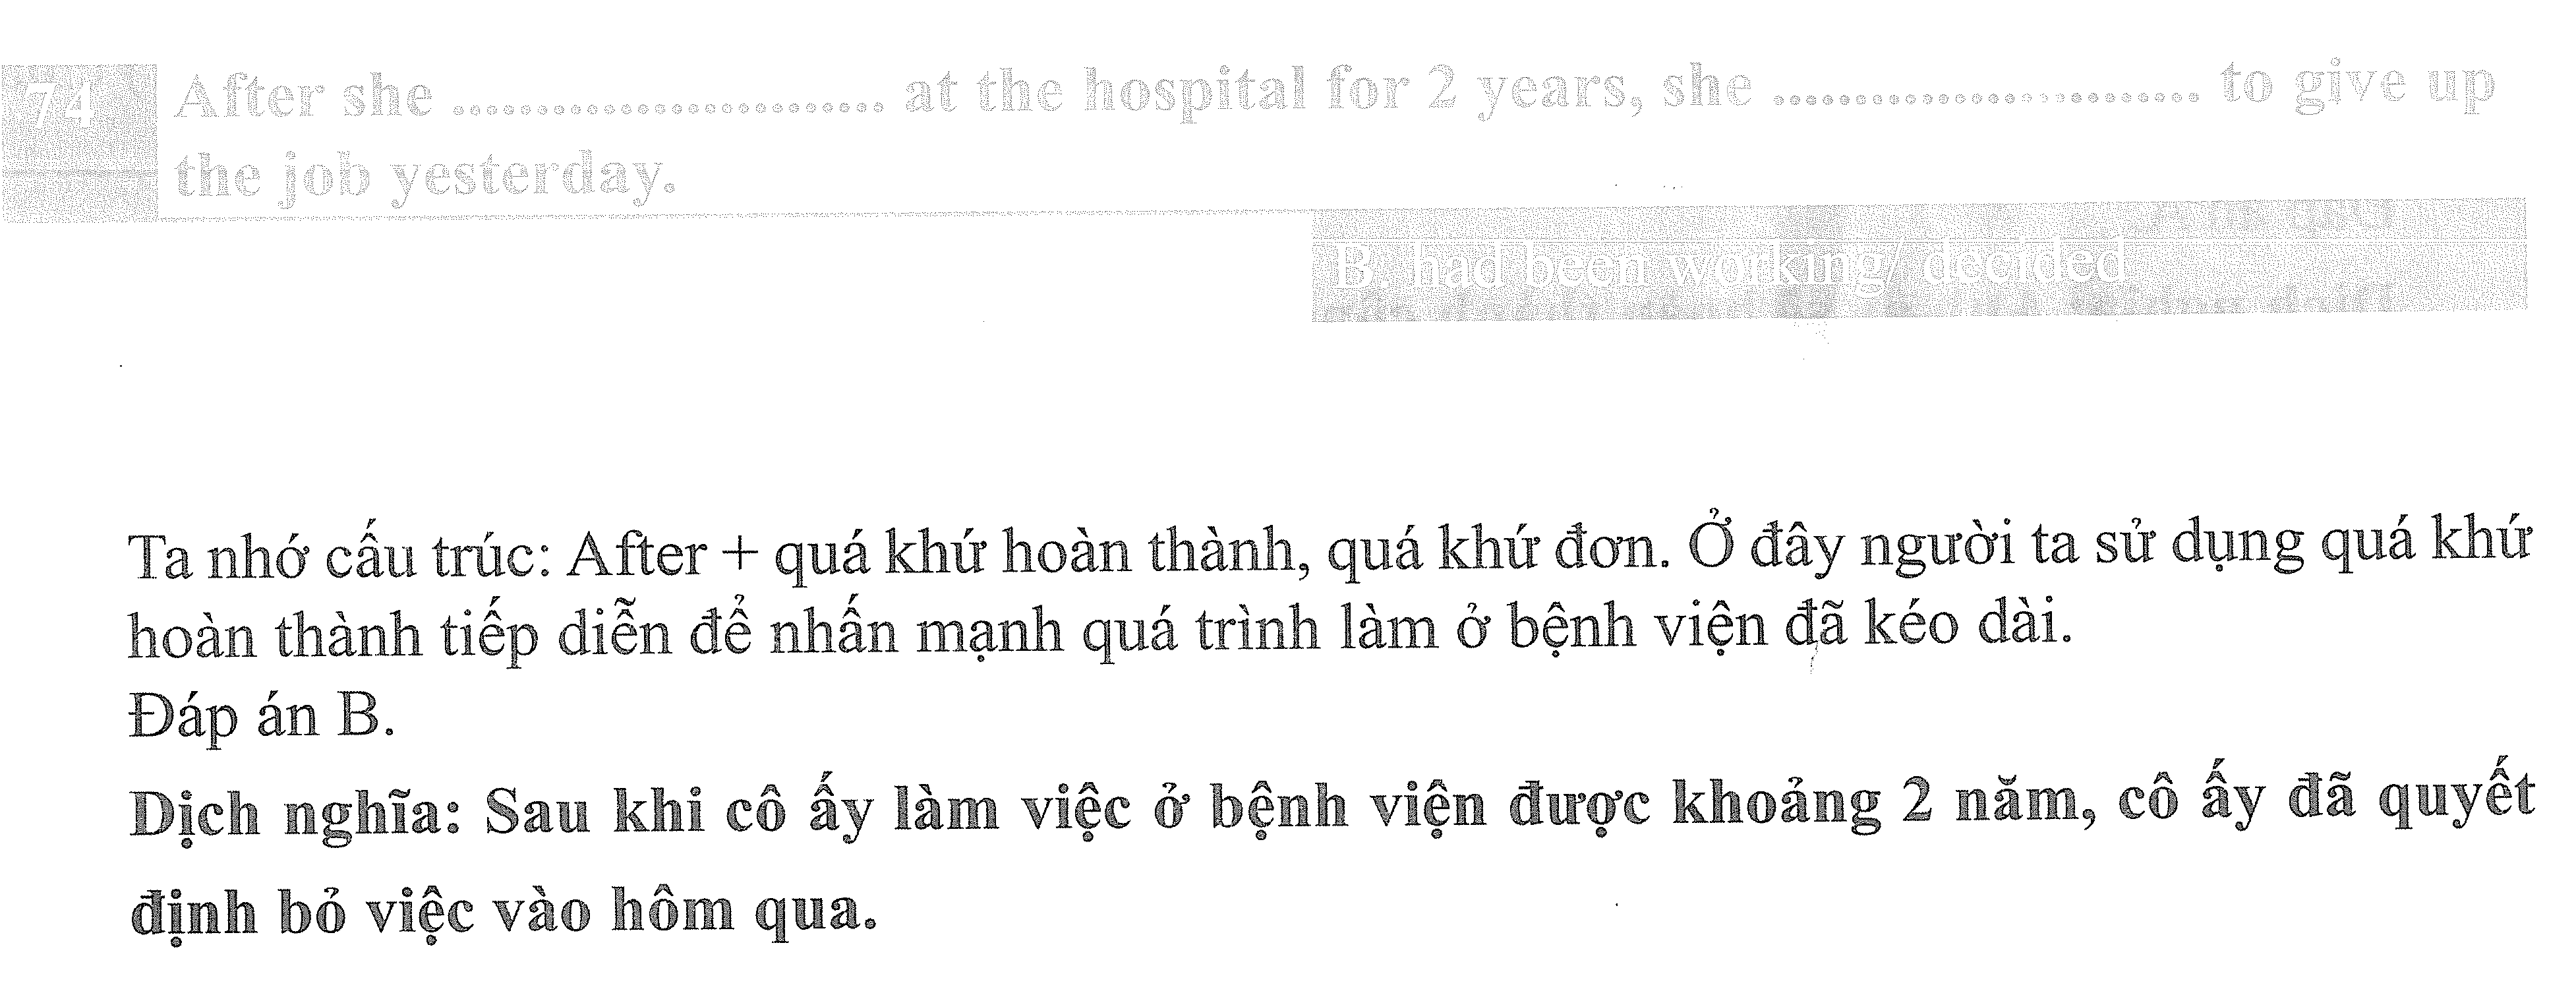 74 After she .......................... at the hospital for 2 years, she .......................... to give up
the job yesterday.
B. had been working/ decided
Ta nhớ cấu trúc: After + quá khứ hoàn thành, quá khứ đơn. Ở đây người ta sử dụng quá khứ
hoàn thành tiếp diễn để nhấn mạnh quá trình làm ở bệnh viện đã kéo dài.
Đáp án B.
Dịch nghĩa: Sau khi cô ấy làm việc ở bệnh viện được khoảng 2 năm, cô ấy đã quyết
định bỏ việc vào hôm qua.